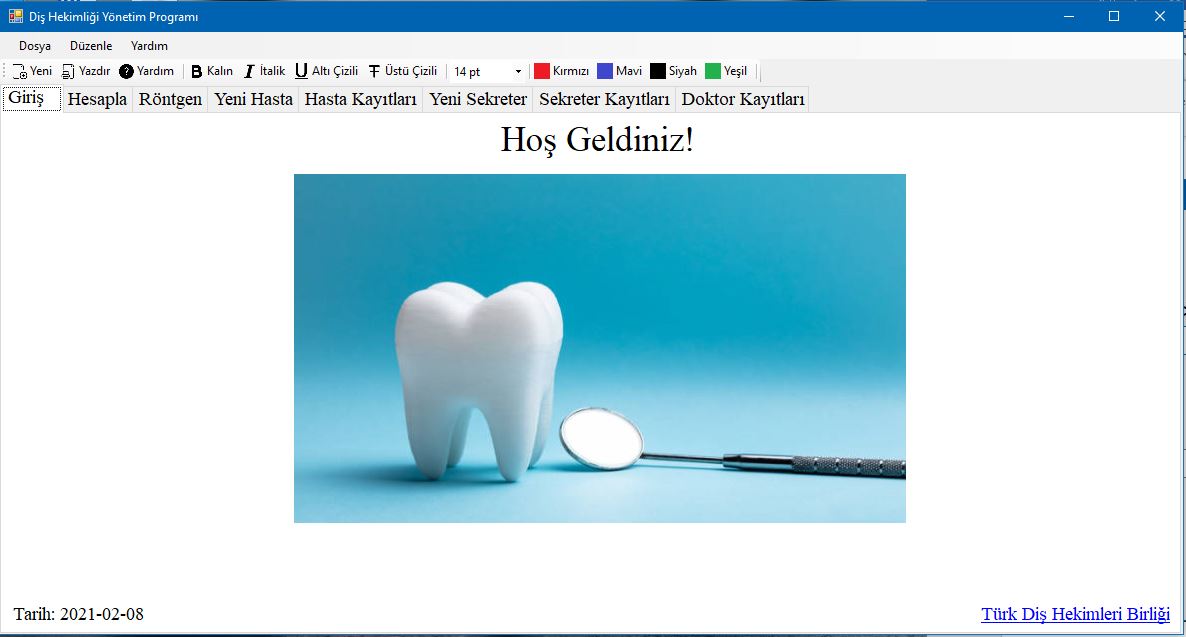 Diş Hekimliği Yönetim Programı
Dosya Düzenle Yardım
Yeni Yazdır ? Yardım B Kalın I İtalik U Altı Çizili T Üstü Çizili 14 pt Kırmızı Mavi Siyah Yeşil
Giriş Hesapla Röntgen Yeni Hasta Hasta Kayıtları Yeni Sekreter Sekreter Kayıtları Doktor Kayıtları
Hoş Geldiniz!
Tarih: 2021-02-08 Türk Diş Hekimleri Birliği